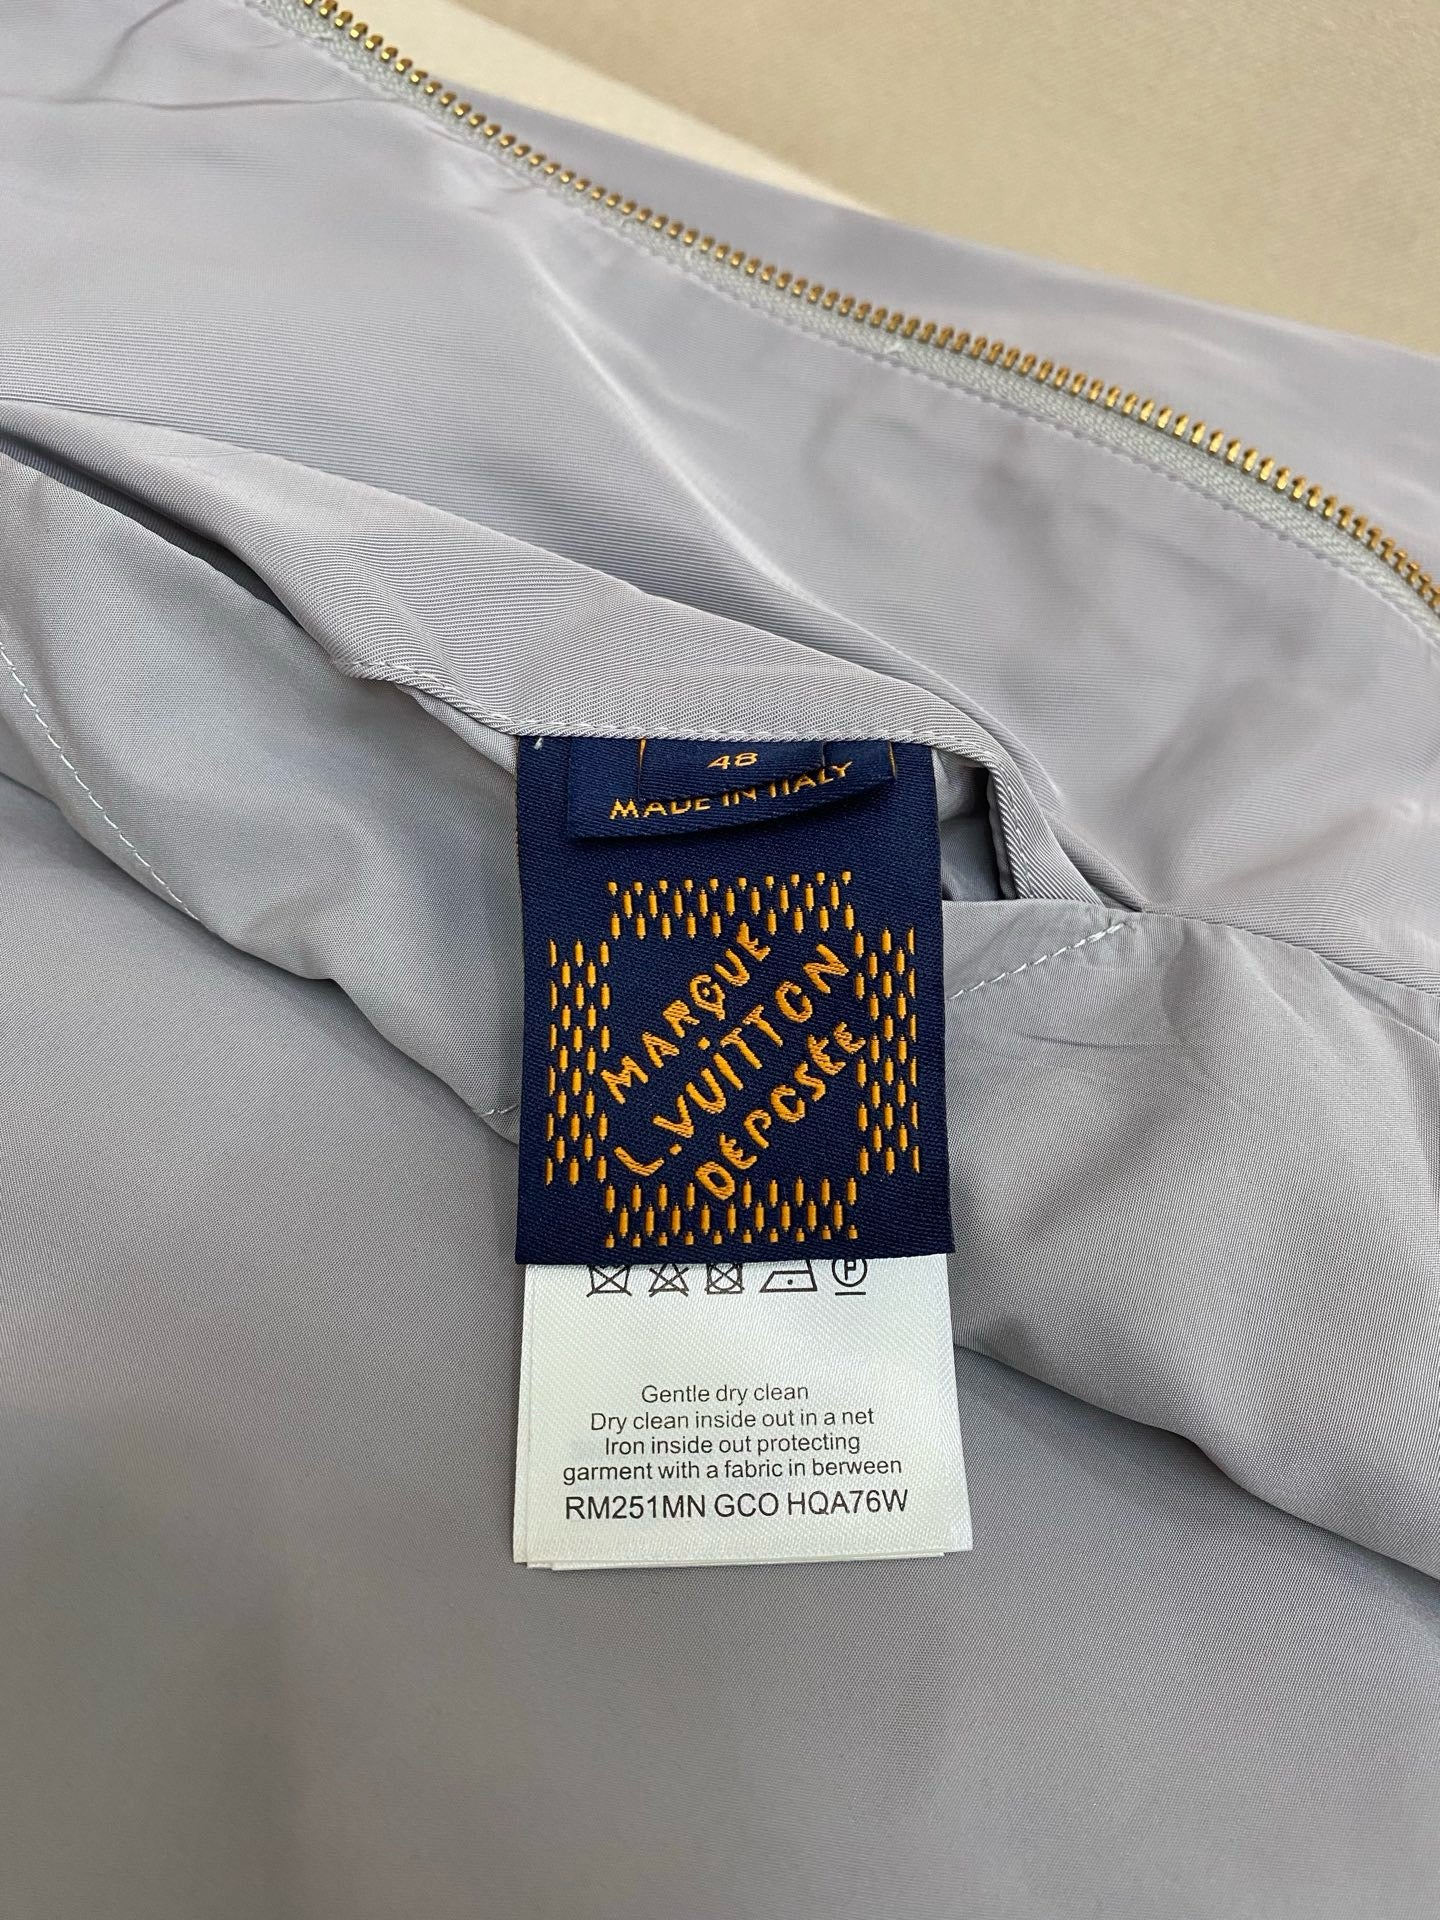 48
MADE IN ITALY
MARQUE
L.VUITTON
DÉPOSÉE
P
Gentle dry clean
Dry clean inside out in a net
Iron inside out protecting
garment with a fabric in berween
RM251MN GCO HQA76W